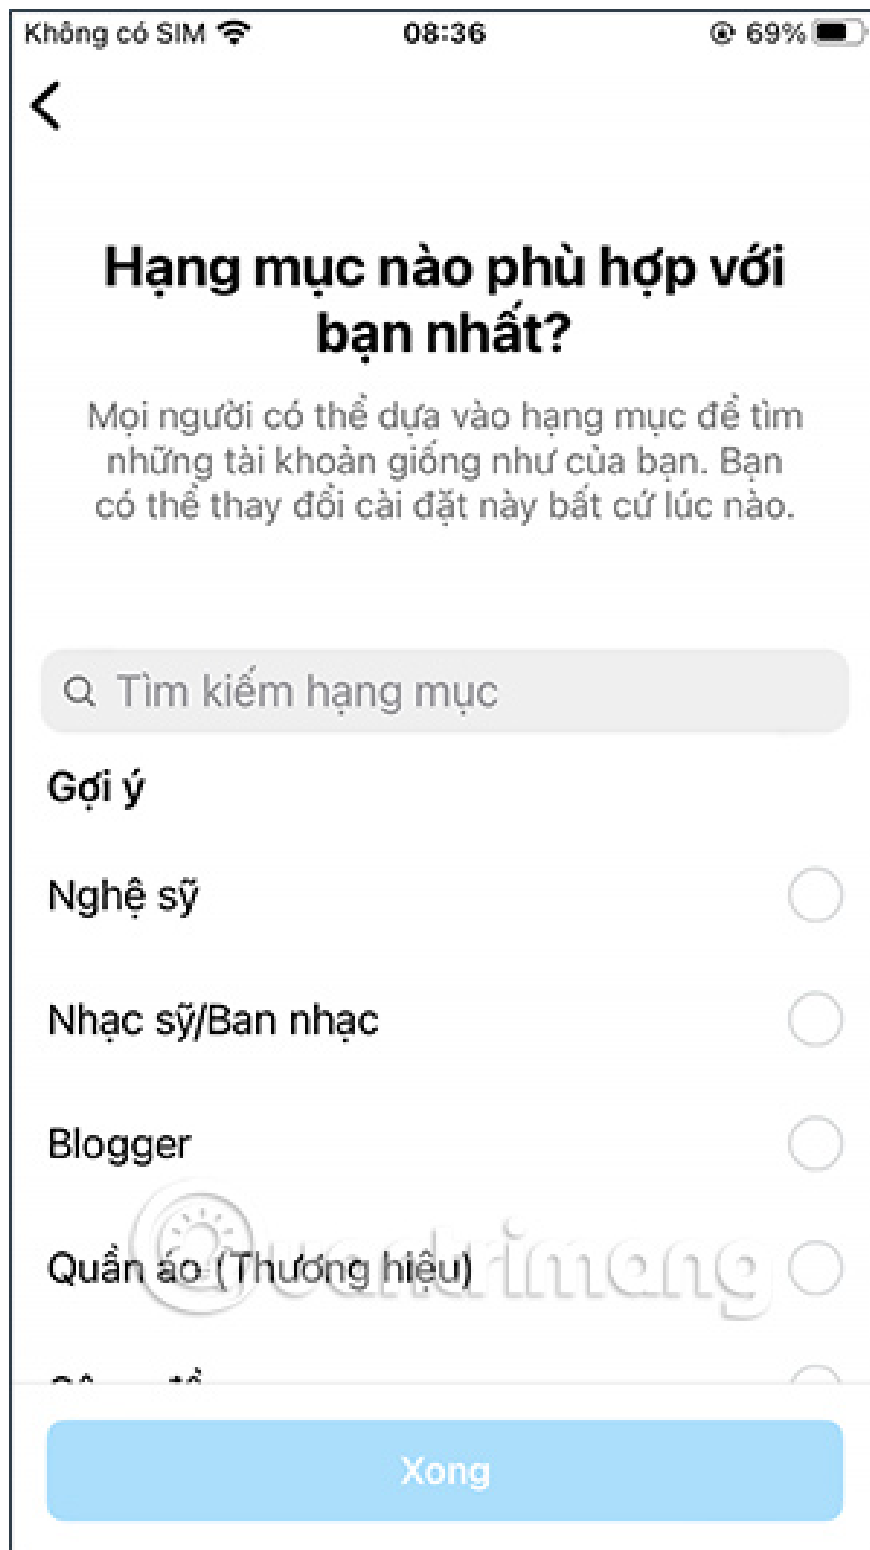 Không có SIM 08:36 69%
Hạng mục nào phù hợp với
bạn nhất?
Mọi người có thể dựa vào hạng mục để tìm
những tài khoản giống như của bạn. Bạn
có thể thay đổi cài đặt này bất cứ lúc nào.
Tìm kiếm hạng mục
Gợi ý
Nghệ sỹ
Nhạc sỹ/Ban nhạc
Blogger
Quần áo (Thương hiệu)
uantrimang
Xong